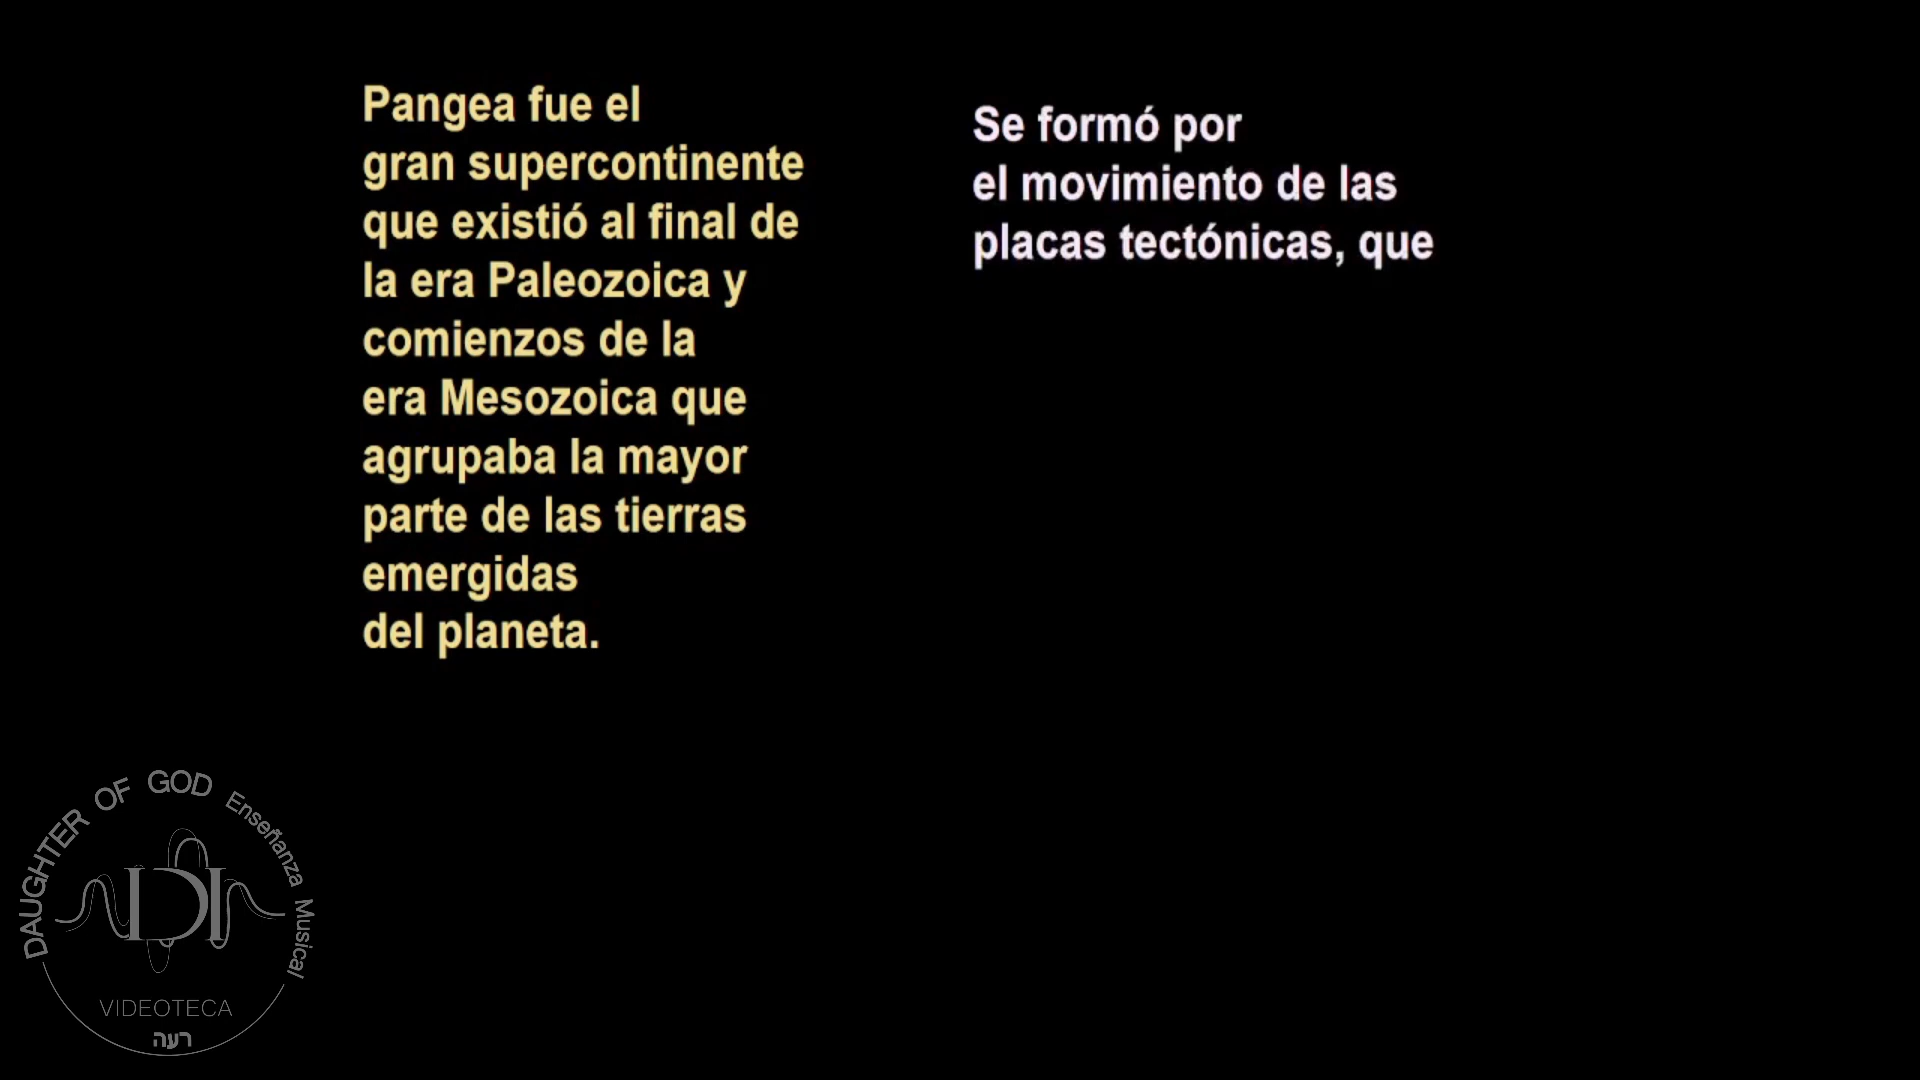 Pangea fue el
gran supercontinente
que existió al final de
la era Paleozoica y
comienzos de la
era Mesozoica que
agrupaba la mayor
parte de las tierras
emergidas
del planeta.
Se formó por
el movimiento de las
placas tectónicas, que
DAUGHTER OF GOD Enseñanza Musical
DI
VIDEOTECA
רעה